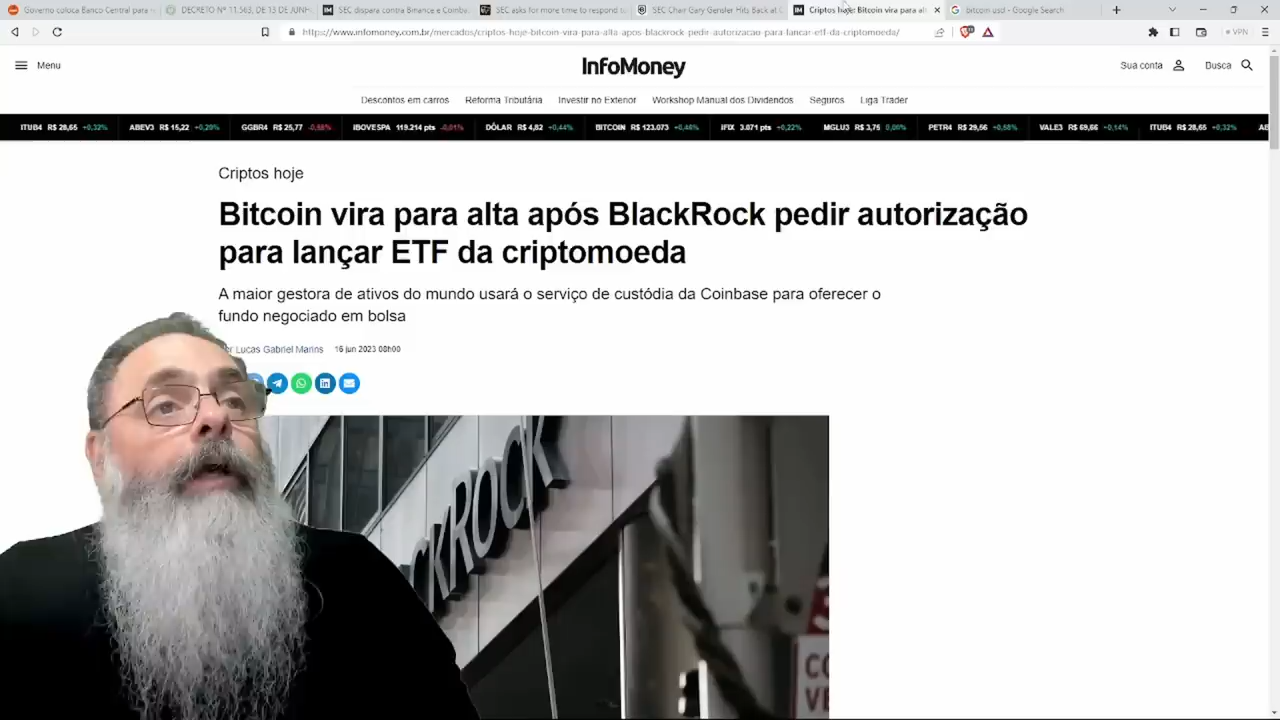 Governo coloca Banco Central para
DECRETO Nº 11.563, DE 13 DE JUNH
SEC dispara contra Binance e Coinba
SEC asks for more time to respond to
SEC Chair Gary Gensler Hits Back at C
Criptos hoje: Bitcoin vira para al
bitcoin usd - Google Search
https://www.infomoney.com.br/mercados/criptos-hoje-bitcoin-vira-para-alta-apos-blackrock-pedir-autorizacao-para-lancar-etf-da-criptomoeda/
VPN
Menu
InfoMoney
Sua conta
Busca
Descontos em carros Reforma Tributária Investir no Exterior Workshop Manual dos Dividendos Seguros Liga Trader
ITUB4 R$ 28,65 +0,32% ABEV3 R$ 15,22 +0,29% GGBR4 R$ 25,77 -0,58% IBOVESPA 119.214 pts -0,01% DÓLAR R$ 4,82 +0,44% BITCOIN R$ 123.073 +0,46% IFIX 3.071 pts +0,22% MGLU3 R$ 3,75 0,00% PETR4 R$ 29,56 +0,58% VALE3 R$ 69,66 +0,14% ITUB4 R$ 28,65 +0,32% AB
Criptos hoje
Bitcoin vira para alta após BlackRock pedir autorização
para lançar ETF da criptomoeda
A maior gestora de ativos do mundo usará o serviço de custódia da Coinbase para oferecer o
fundo negociado em bolsa
Lucas Gabriel Marins 16 jun 2023 08h00
CKROCK
CO
VE